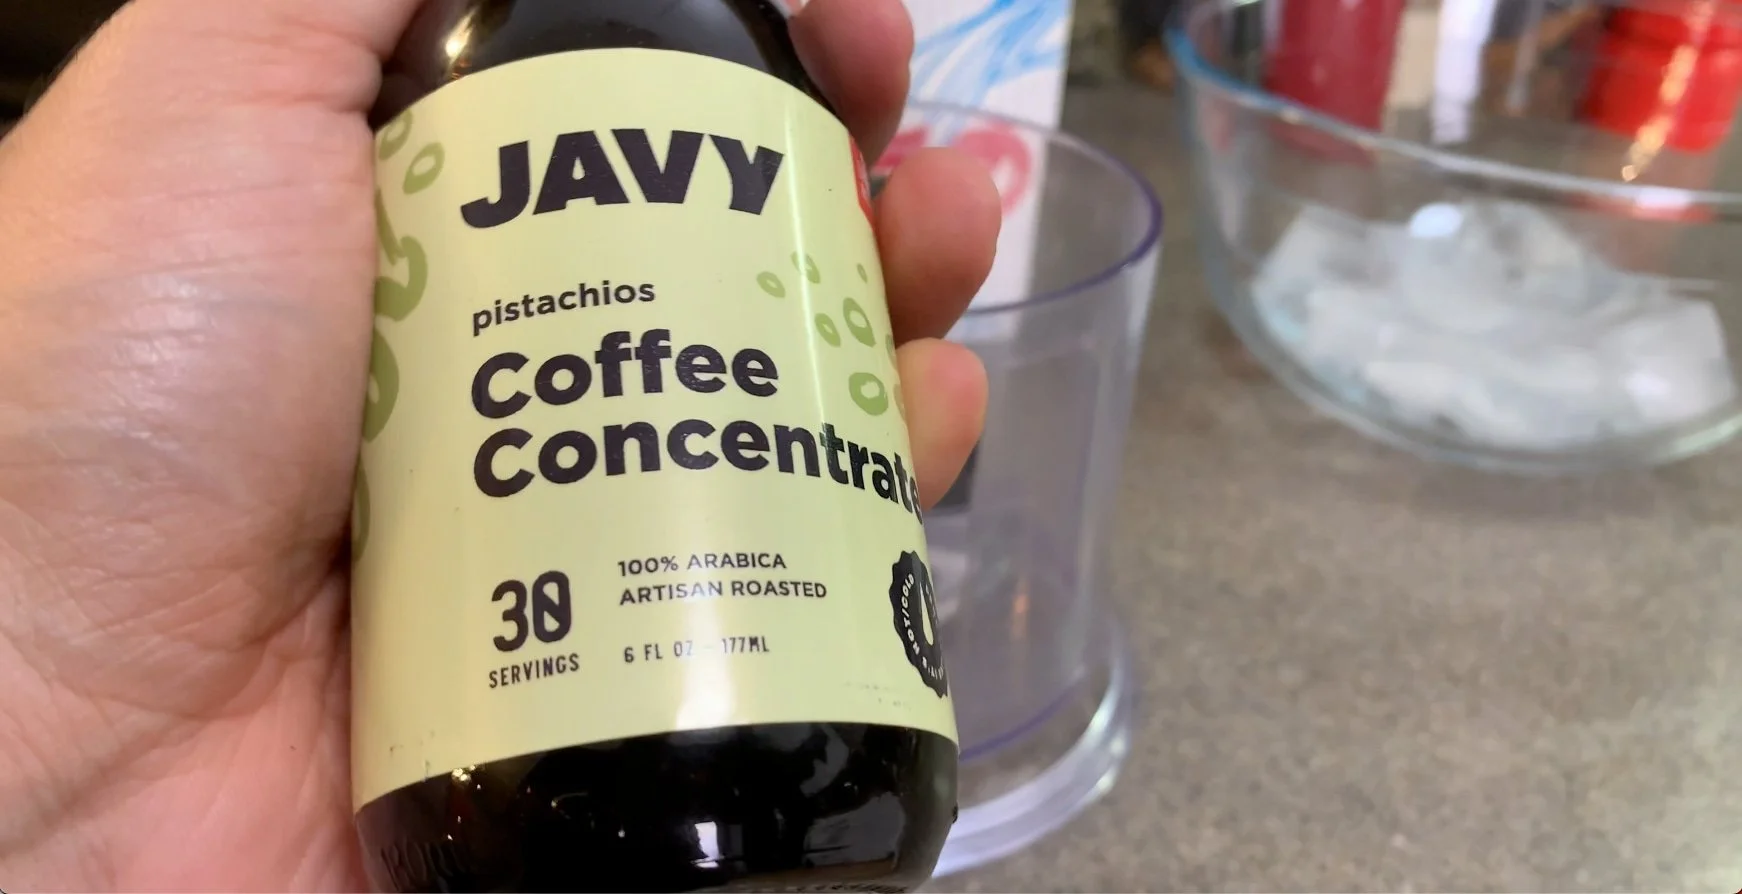 JAVY
pistachios
Coffee
Concentrate
30
SERVINGS
100% ARABICA
ARTISAN ROASTED
6 FL OZ - 177ML